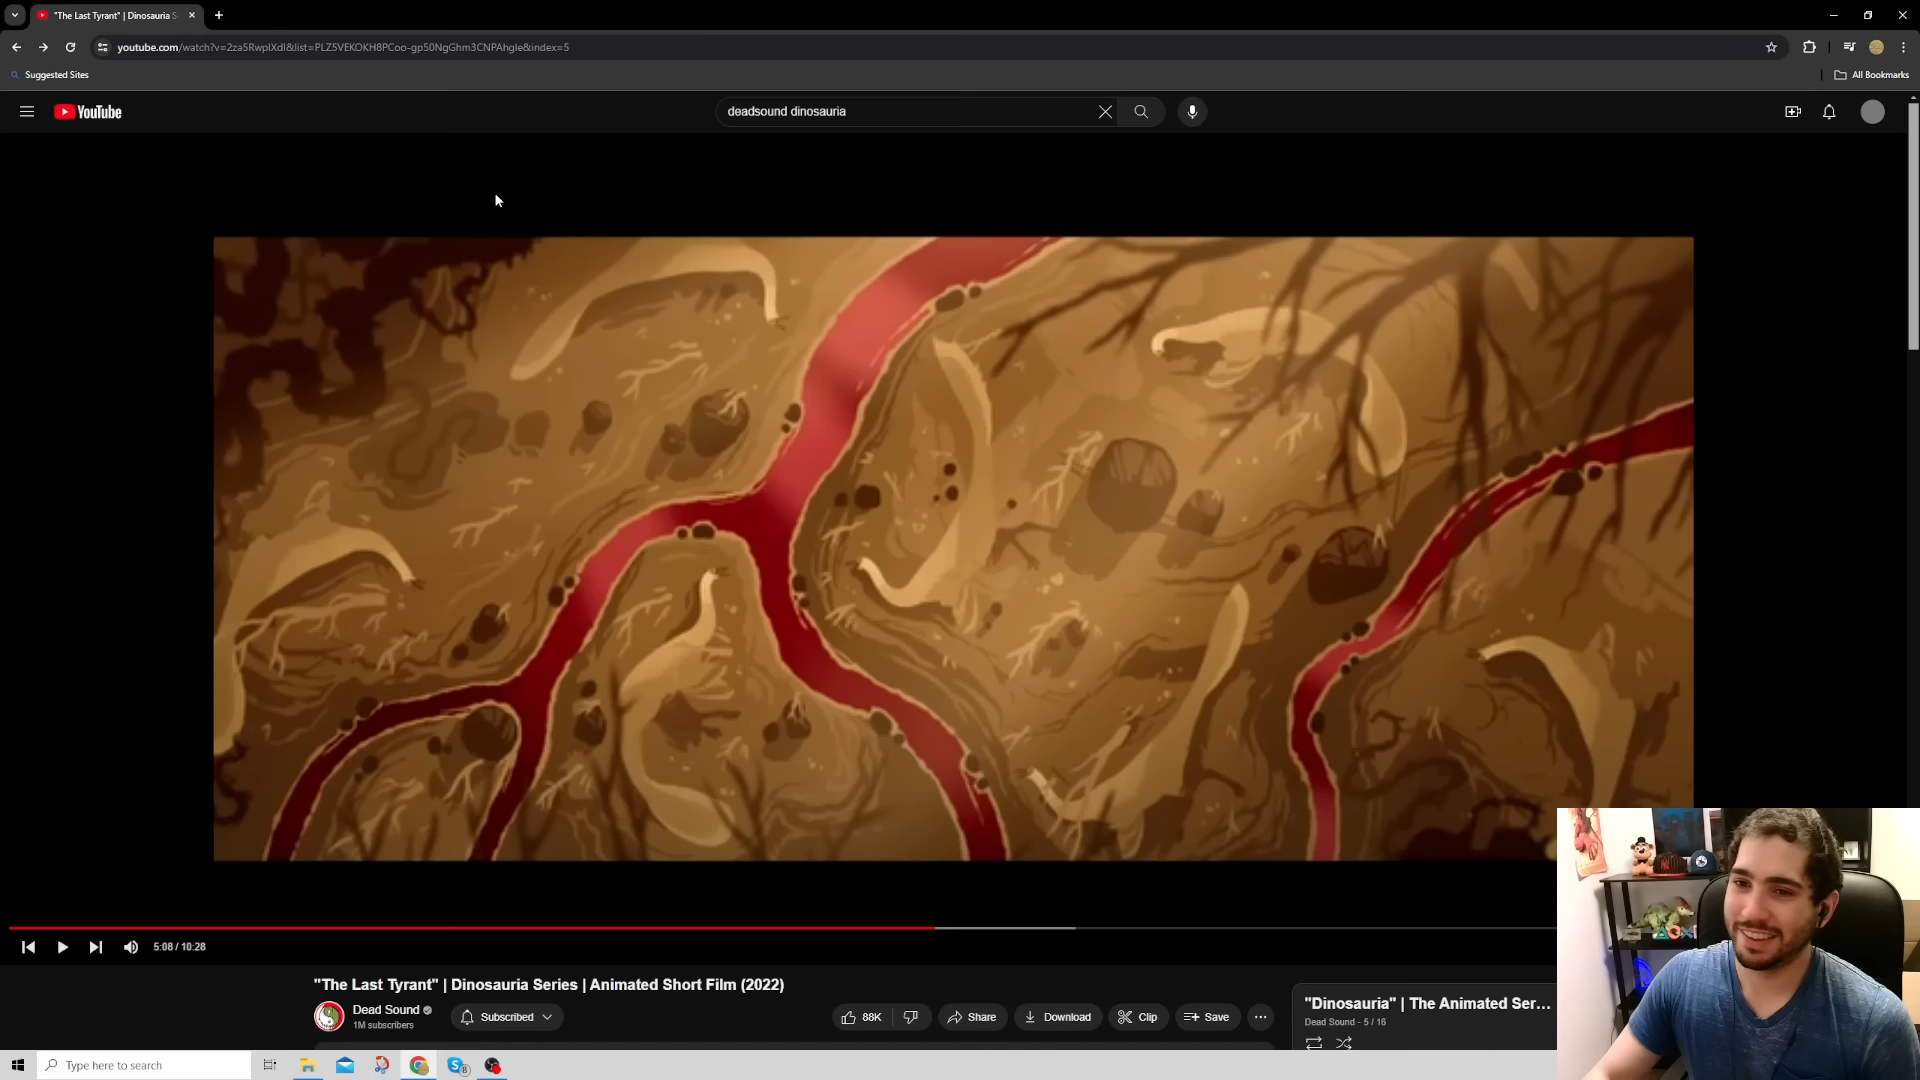 "The Last Tyrant" | Dinosauria S
youtube.com/watch?v=2za5RwpIXdI&list=PLZ5VEKOKH8PCoo-gp50NgGhm3CNPAhgle&index=5
Suggested Sites
All Bookmarks
YouTube
deadsound dinosauria
5:08 / 10:28
"The Last Tyrant" | Dinosauria Series | Animated Short Film (2022)
Dead Sound
1M subscribers
Subscribed
88K
Share
Download
Clip
Save
"Dinosauria" | The Animated Ser...
Dead Sound - 5 / 16
Type here to search